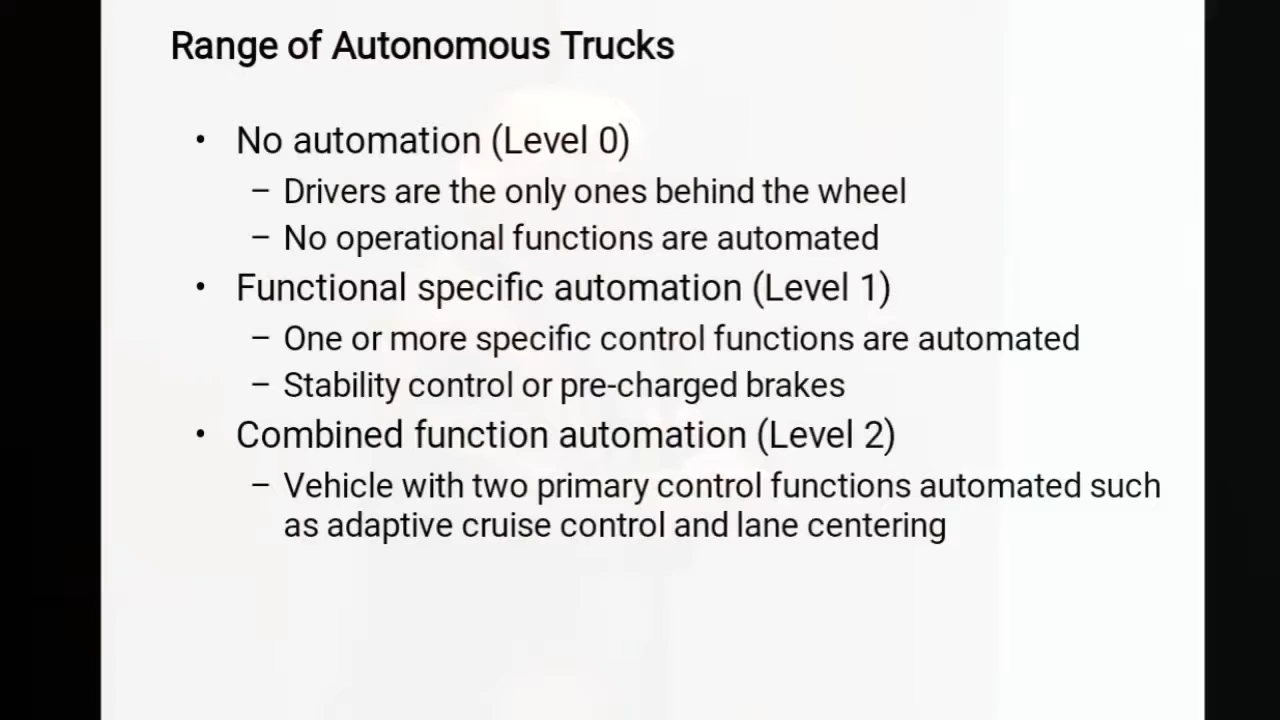 Range of Autonomous Trucks
• No automation (Level 0)
– Drivers are the only ones behind the wheel
– No operational functions are automated
• Functional specific automation (Level 1)
– One or more specific control functions are automated
– Stability control or pre-charged brakes
• Combined function automation (Level 2)
– Vehicle with two primary control functions automated such
as adaptive cruise control and lane centering